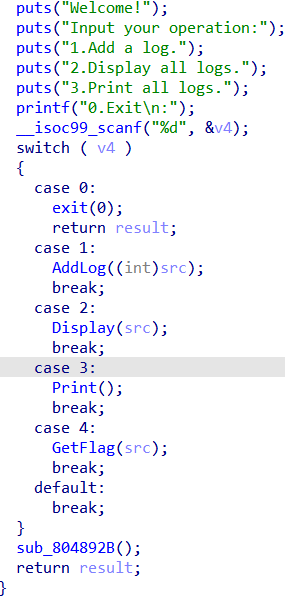 puts("Welcome!");
puts("Input your operation:");
puts("1.Add a log.");
puts("2.Display all logs.");
puts("3.Print all logs.");
printf("0.Exit\n:");
__isoc99_scanf("%d", &v4);
switch ( v4 )
{
case 0:
exit(0);
return result;
case 1:
AddLog((int)src);
break;
case 2:
Display(src);
break;
case 3:
Print();
break;
case 4:
GetFlag(src);
break;
default:
break;
}
sub_804892B();
return result;
}